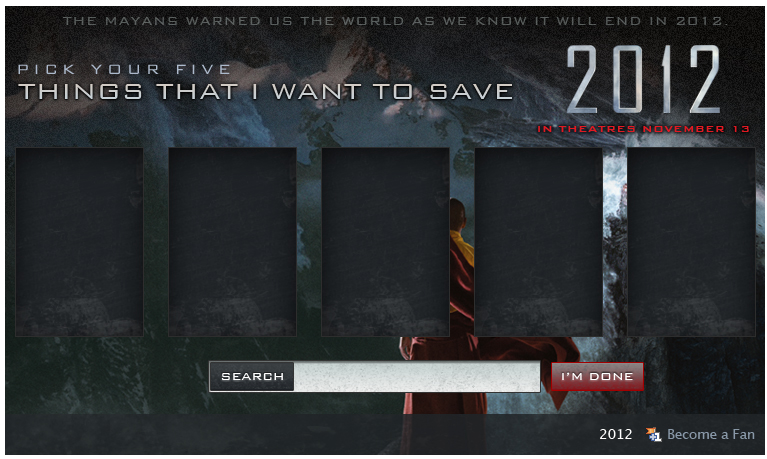 THE MAYANS WARNED US THE WORLD AS WE KNOW IT WILL END IN 2012.
PICK YOUR FIVE
THINGS THAT I WANT TO SAVE
2012
IN THEATRES NOVEMBER 13
SEARCH
I'M DONE
2012 Become a Fan